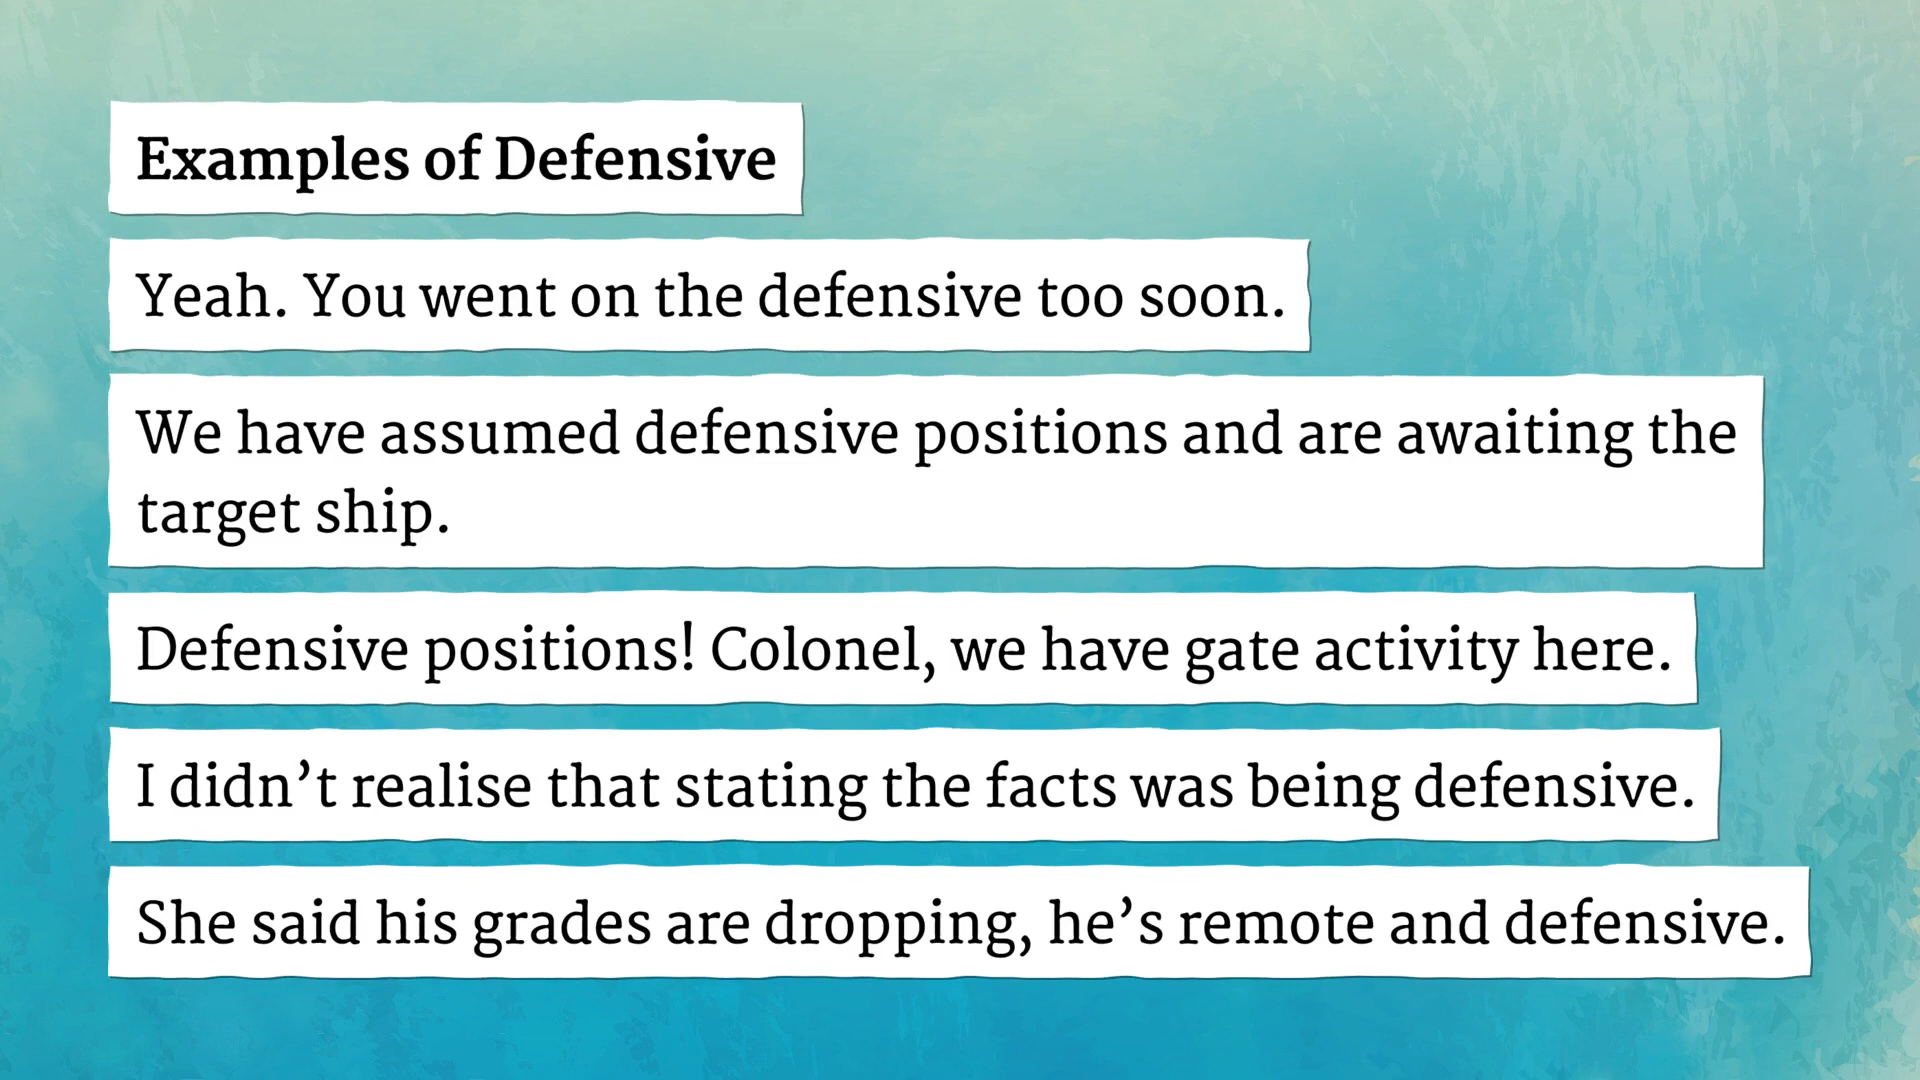 Examples of Defensive
Yeah. You went on the defensive too soon.
We have assumed defensive positions and are awaiting the
target ship.
Defensive positions! Colonel, we have gate activity here.
I didn’t realise that stating the facts was being defensive.
She said his grades are dropping, he’s remote and defensive.